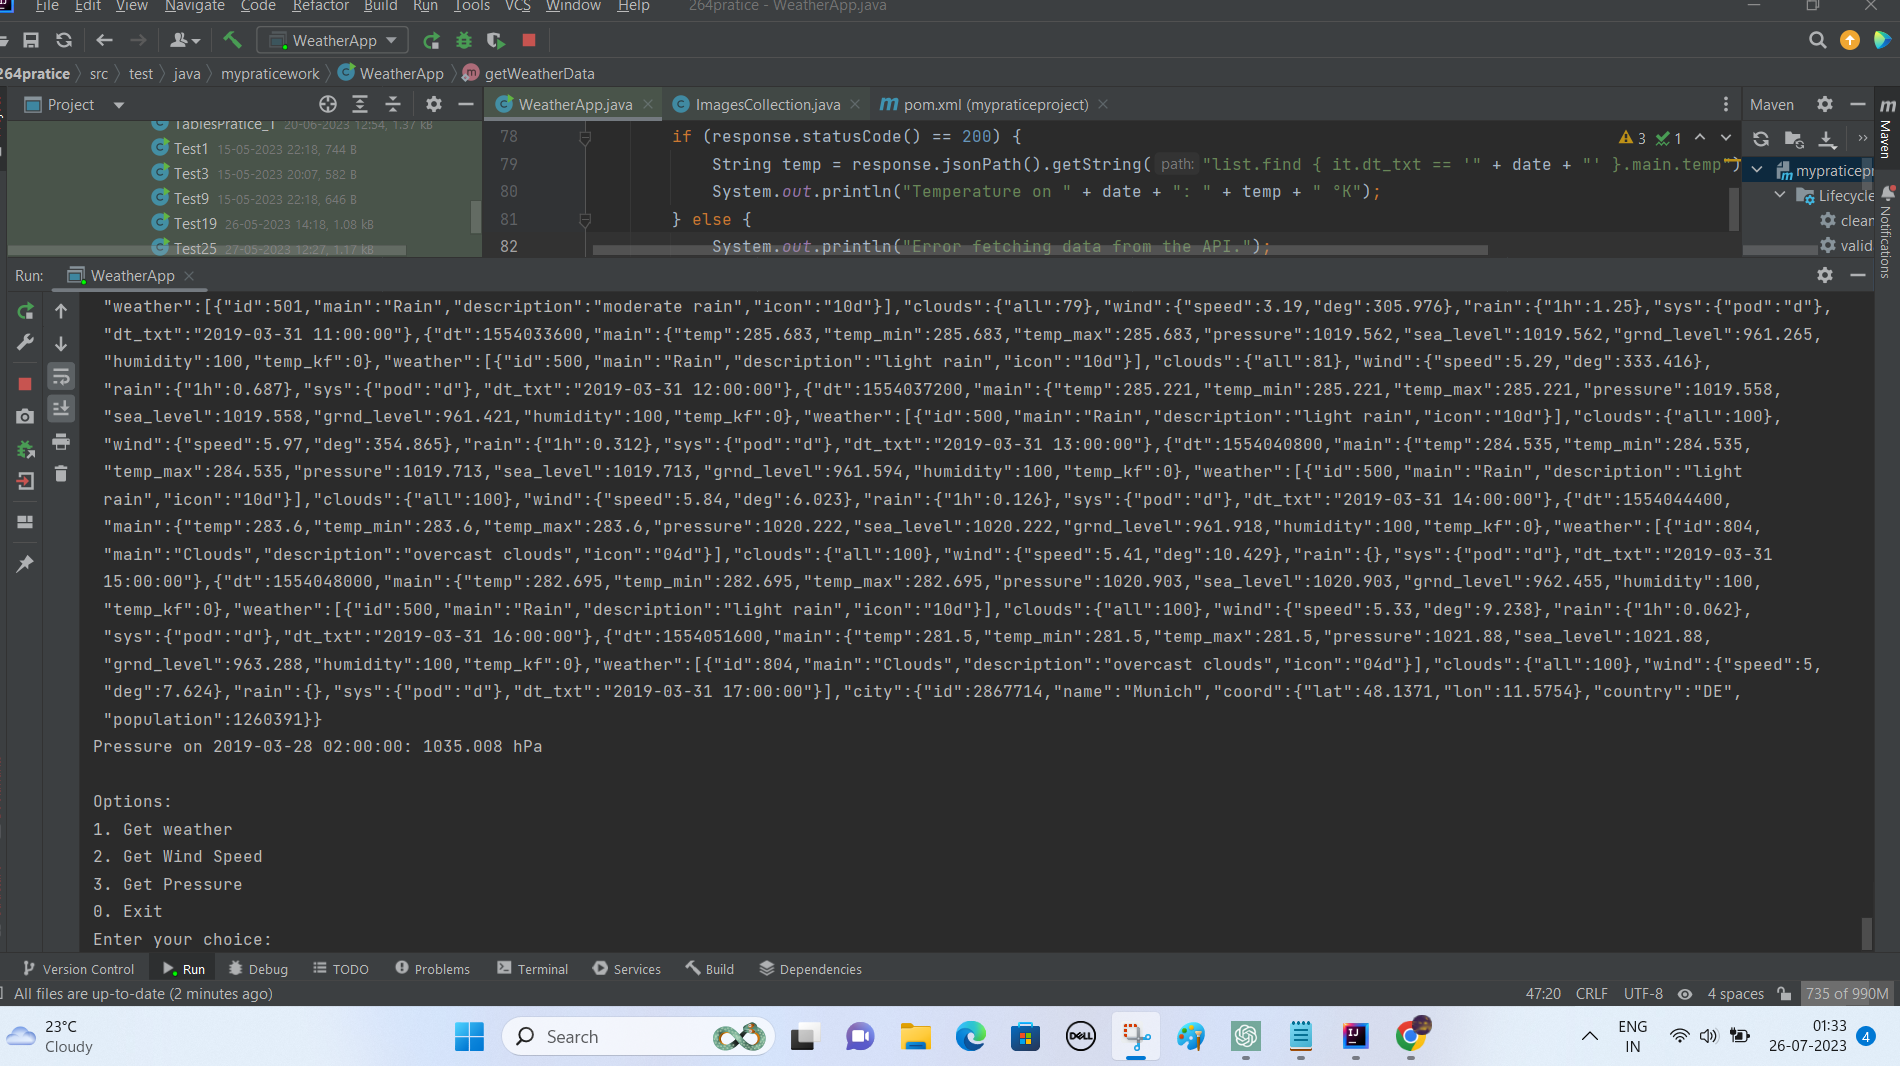 File Edit View Navigate Code Refactor Build Run Tools VCS Window Help 264pratice - WeatherApp.java
WeatherApp
264pratice src test java mypraticework WeatherApp getWeatherData
Project WeatherApp.java ImagesCollection.java pom.xml (mypraticeproject) Maven
TablesPratice_1 20-06-2023 12:54, 1.37 kB
Test1 15-05-2023 22:18, 744 B
Test3 15-05-2023 20:07, 582 B
Test9 15-05-2023 22:18, 646 B
Test19 26-05-2023 14:18, 1.08 kB
Test25 27-05-2023 12:27, 1.17 kB
78 if (response.statusCode() == 200) {
79 String temp = response.jsonPath().getString( path: "list.find { it.dt_txt == '" + date + "' }.main.temp")
80 System.out.println("Temperature on " + date + ": " + temp + " °K");
81 } else {
82 System.out.println("Error fetching data from the API.");
3 1
mypraticepr
Lifecycle
clean
valid
Maven
Notifications
Run: WeatherApp
"weather":[{"id":501,"main":"Rain","description":"moderate rain","icon":"10d"}],"clouds":{"all":79},"wind":{"speed":3.19,"deg":305.976},"rain":{"1h":1.25},"sys":{"pod":"d"},
"dt_txt":"2019-03-31 11:00:00"},{"dt":1554033600,"main":{"temp":285.683,"temp_min":285.683,"temp_max":285.683,"pressure":1019.562,"sea_level":1019.562,"grnd_level":961.265,
"humidity":100,"temp_kf":0},"weather":[{"id":500,"main":"Rain","description":"light rain","icon":"10d"}],"clouds":{"all":81},"wind":{"speed":5.29,"deg":333.416},
"rain":{"1h":0.687},"sys":{"pod":"d"},"dt_txt":"2019-03-31 12:00:00"},{"dt":1554037200,"main":{"temp":285.221,"temp_min":285.221,"temp_max":285.221,"pressure":1019.558,
"sea_level":1019.558,"grnd_level":961.421,"humidity":100,"temp_kf":0},"weather":[{"id":500,"main":"Rain","description":"light rain","icon":"10d"}],"clouds":{"all":100},
"wind":{"speed":5.97,"deg":354.865},"rain":{"1h":0.312},"sys":{"pod":"d"},"dt_txt":"2019-03-31 13:00:00"},{"dt":1554040800,"main":{"temp":284.535,"temp_min":284.535,
"temp_max":284.535,"pressure":1019.713,"sea_level":1019.713,"grnd_level":961.594,"humidity":100,"temp_kf":0},"weather":[{"id":500,"main":"Rain","description":"light
rain","icon":"10d"}],"clouds":{"all":100},"wind":{"speed":5.84,"deg":6.023},"rain":{"1h":0.126},"sys":{"pod":"d"},"dt_txt":"2019-03-31 14:00:00"},{"dt":1554044400,
"main":{"temp":283.6,"temp_min":283.6,"temp_max":283.6,"pressure":1020.222,"sea_level":1020.222,"grnd_level":961.918,"humidity":100,"temp_kf":0},"weather":[{"id":804,
"main":"Clouds","description":"overcast clouds","icon":"04d"}],"clouds":{"all":100},"wind":{"speed":5.41,"deg":10.429},"rain":{},"sys":{"pod":"d"},"dt_txt":"2019-03-31
15:00:00"},{"dt":1554048000,"main":{"temp":282.695,"temp_min":282.695,"temp_max":282.695,"pressure":1020.903,"sea_level":1020.903,"grnd_level":962.455,"humidity":100,
"temp_kf":0},"weather":[{"id":500,"main":"Rain","description":"light rain","icon":"10d"}],"clouds":{"all":100},"wind":{"speed":5.33,"deg":9.238},"rain":{"1h":0.062},
"sys":{"pod":"d"},"dt_txt":"2019-03-31 16:00:00"},{"dt":1554051600,"main":{"temp":281.5,"temp_min":281.5,"temp_max":281.5,"pressure":1021.88,"sea_level":1021.88,
"grnd_level":963.288,"humidity":100,"temp_kf":0},"weather":[{"id":804,"main":"Clouds","description":"overcast clouds","icon":"04d"}],"clouds":{"all":100},"wind":{"speed":5,
"deg":7.624},"rain":{},"sys":{"pod":"d"},"dt_txt":"2019-03-31 17:00:00"}],"city":{"id":2867714,"name":"Munich","coord":{"lat":48.1371,"lon":11.5754},"country":"DE",
"population":1260391}}
Pressure on 2019-03-28 02:00:00: 1035.008 hPa
Options:
1. Get weather
2. Get Wind Speed
3. Get Pressure
0. Exit
Enter your choice:
Version Control Run Debug TODO Problems Terminal Services Build Dependencies
All files are up-to-date (2 minutes ago) 47:20 CRLF UTF-8 4 spaces 735 of 990M
23°C
Cloudy
Search
DELL
ENG
IN
01:33
26-07-2023
4